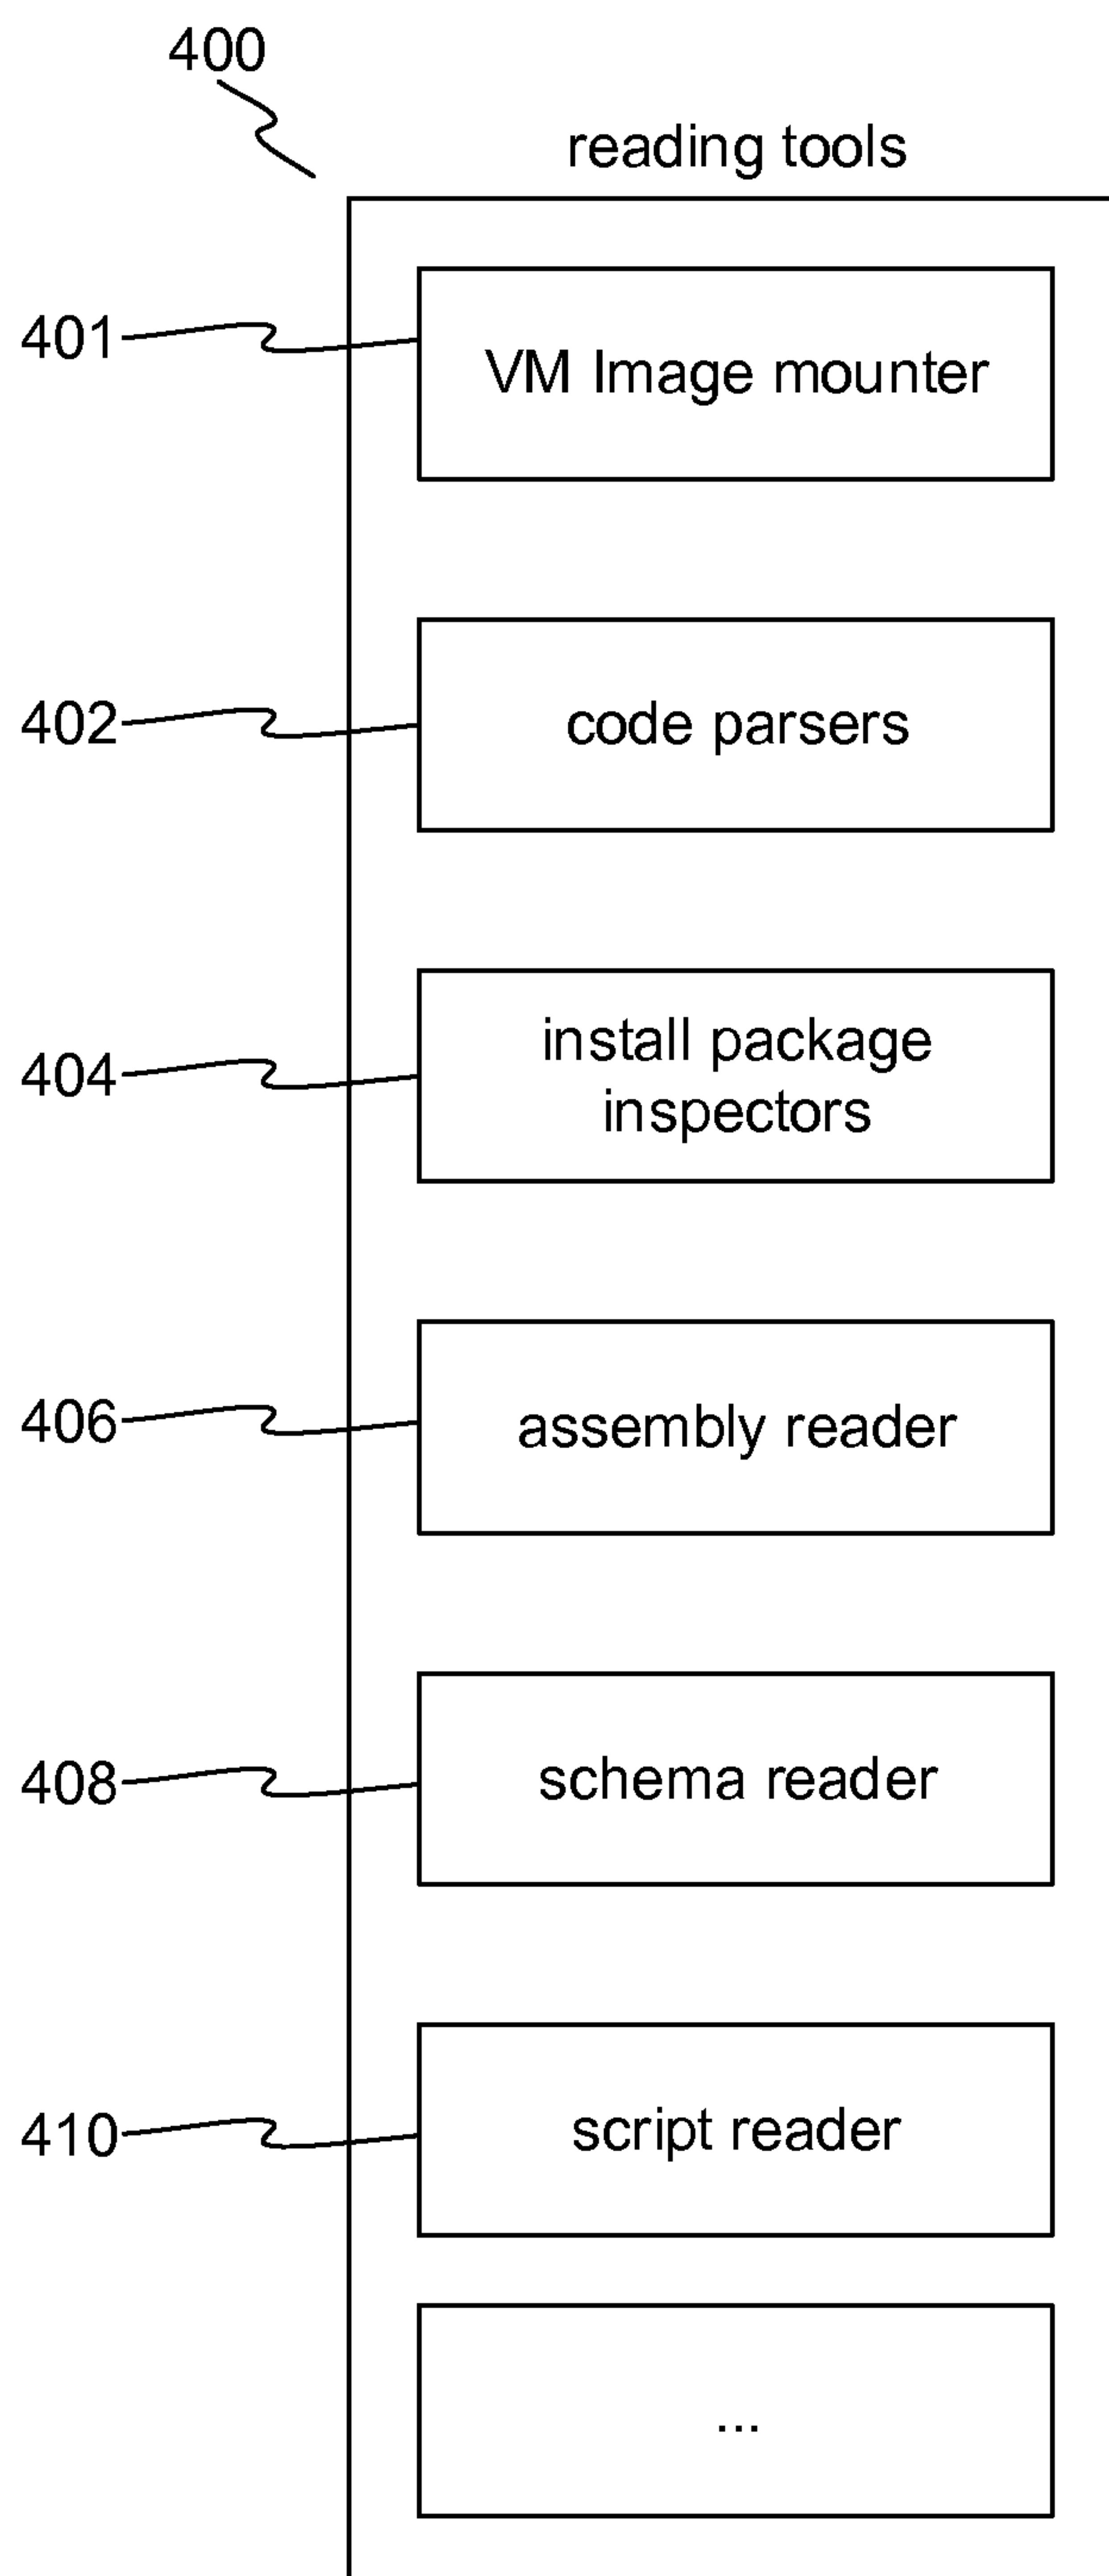 400
reading tools
401
VM Image mounter
402
code parsers
404
install package
inspectors
406
assembly reader
408
schema reader
410
script reader
...